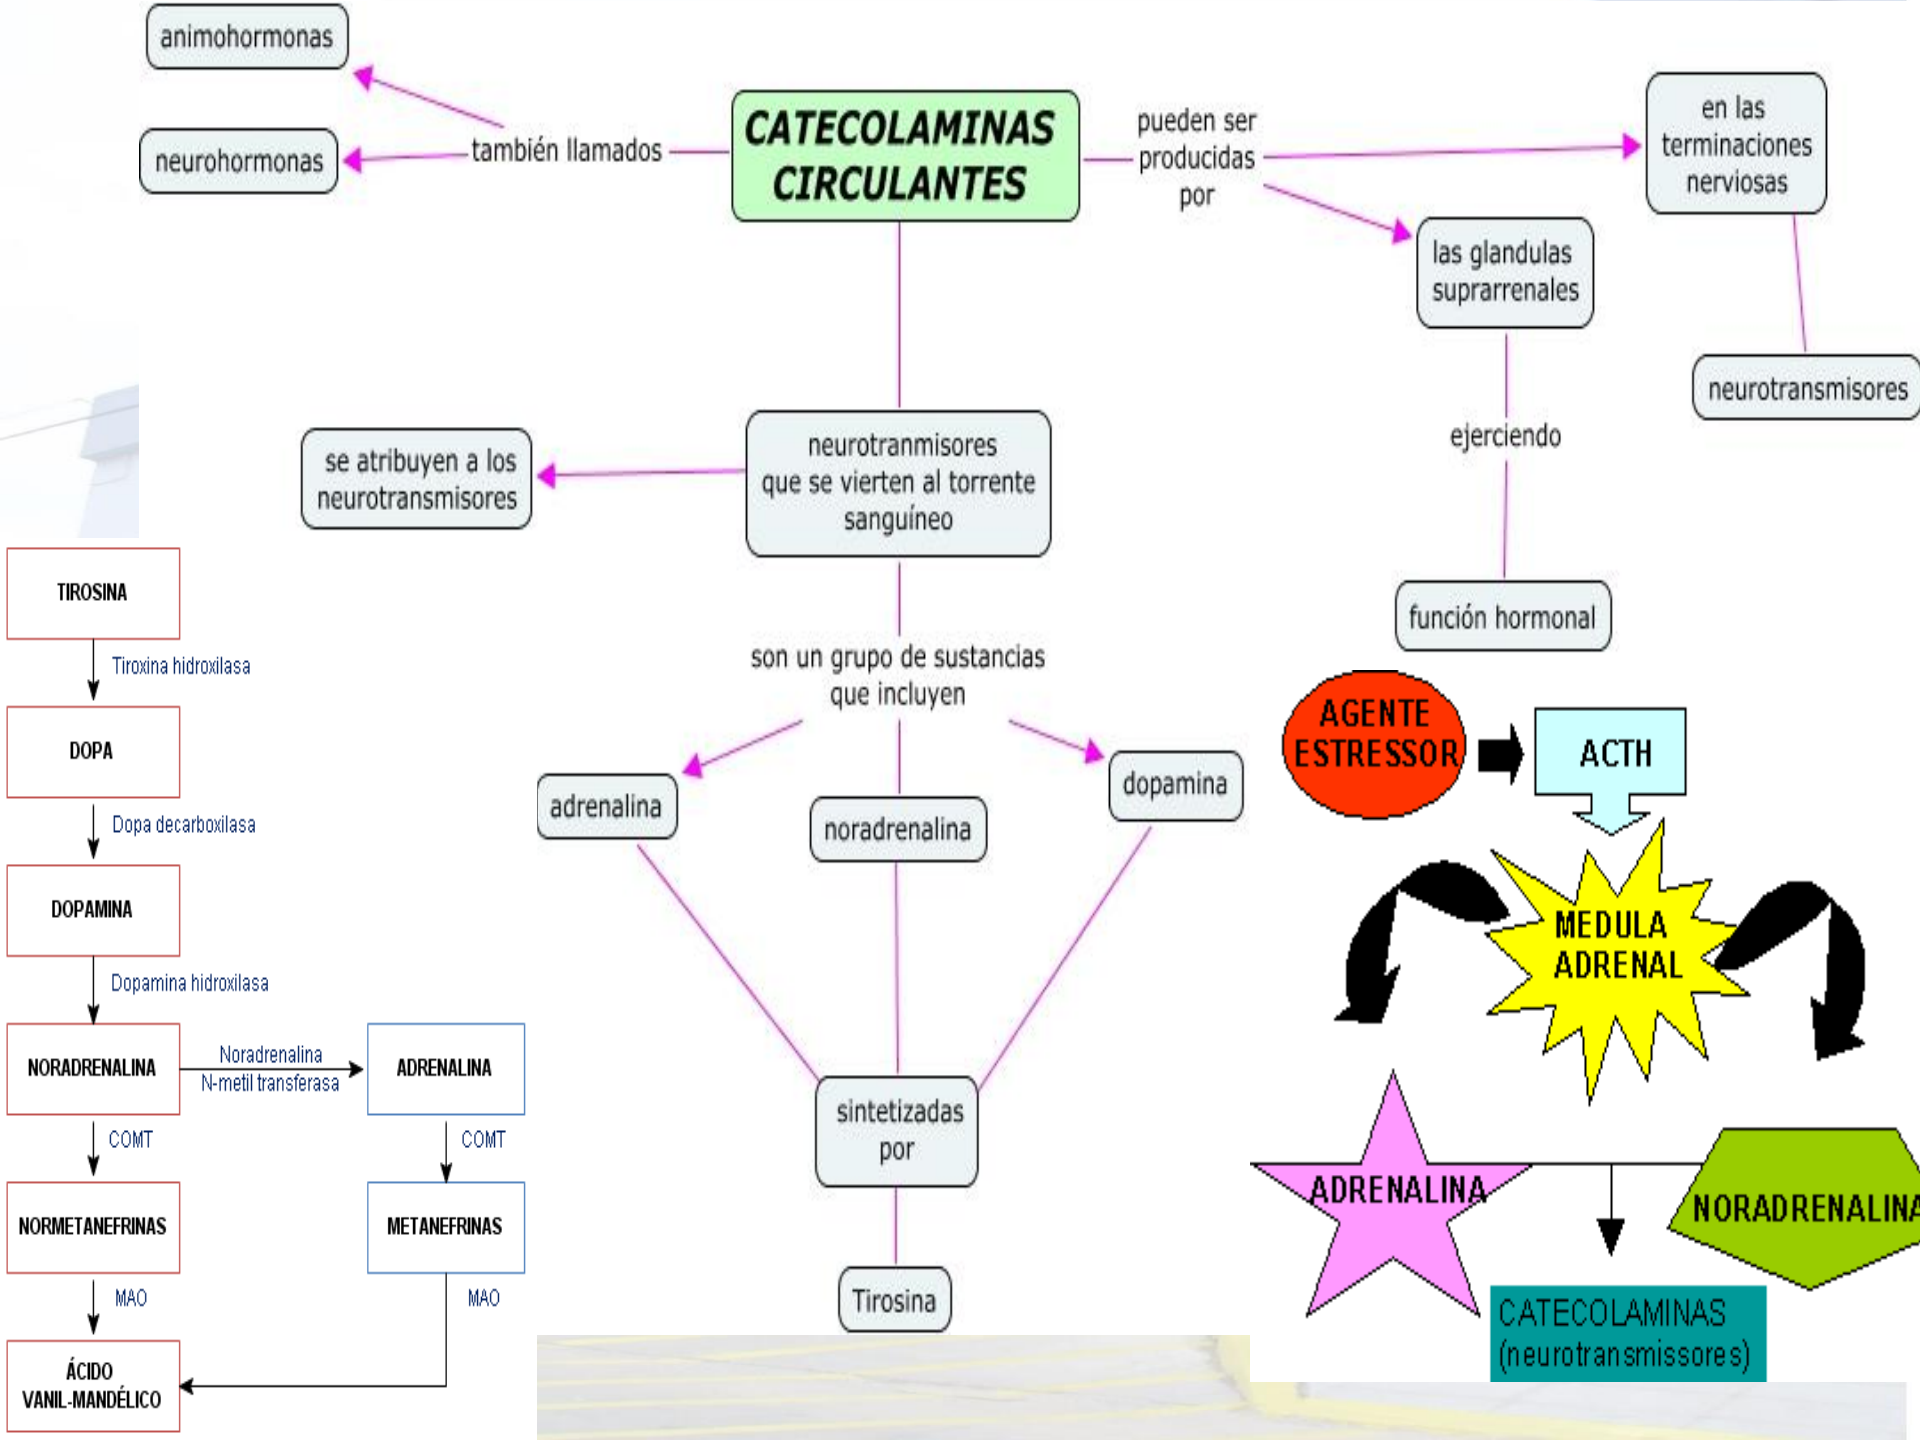 animohormonas
neurohormonas
también llamados
CATECOLAMINAS
CIRCULANTES
pueden ser
producidas
por
en las
terminaciones
nerviosas
las glandulas
suprarrenales
neurotransmisores
ejerciendo
función hormonal
neurotranmisores
que se vierten al torrente
sanguíneo
se atribuyen a los
neurotransmisores
son un grupo de sustancias
que incluyen
adrenalina
noradrenalina
dopamina
sintetizadas
por
Tirosina
TIROSINA
Tiroxina hidroxilasa
DOPA
Dopa decarboxilasa
DOPAMINA
Dopamina hidroxilasa
NORADRENALINA
Noradrenalina
N-metil transferasa
ADRENALINA
COMT
COMT
NORMETANEFRINAS
METANEFRINAS
MAO
MAO
ÁCIDO
VANIL-MANDÉLICO
AGENTE
ESTRESSOR
ACTH
MEDULA
ADRENAL
ADRENALINA
NORADRENALINA
CATECOLAMINAS
(neurotransmissores)